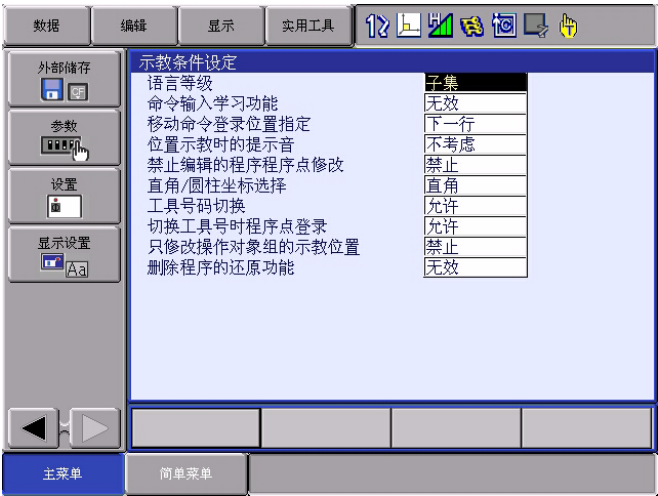 数据 编辑 显示 实用工具
外部储存
CF
参数
设置
显示设置
Aa
示教条件设定
语言等级 子集
命令输入学习功能 无效
移动命令登录位置指定 下一行
位置示教时的提示音 不考虑
禁止编辑的程序程序点修改 禁止
直角/圆柱坐标选择 直角
工具号码切换 允许
切换工具号时程序点登录 允许
只修改操作对象组的示教位置 禁止
删除程序的还原功能 无效
主菜单 简单菜单